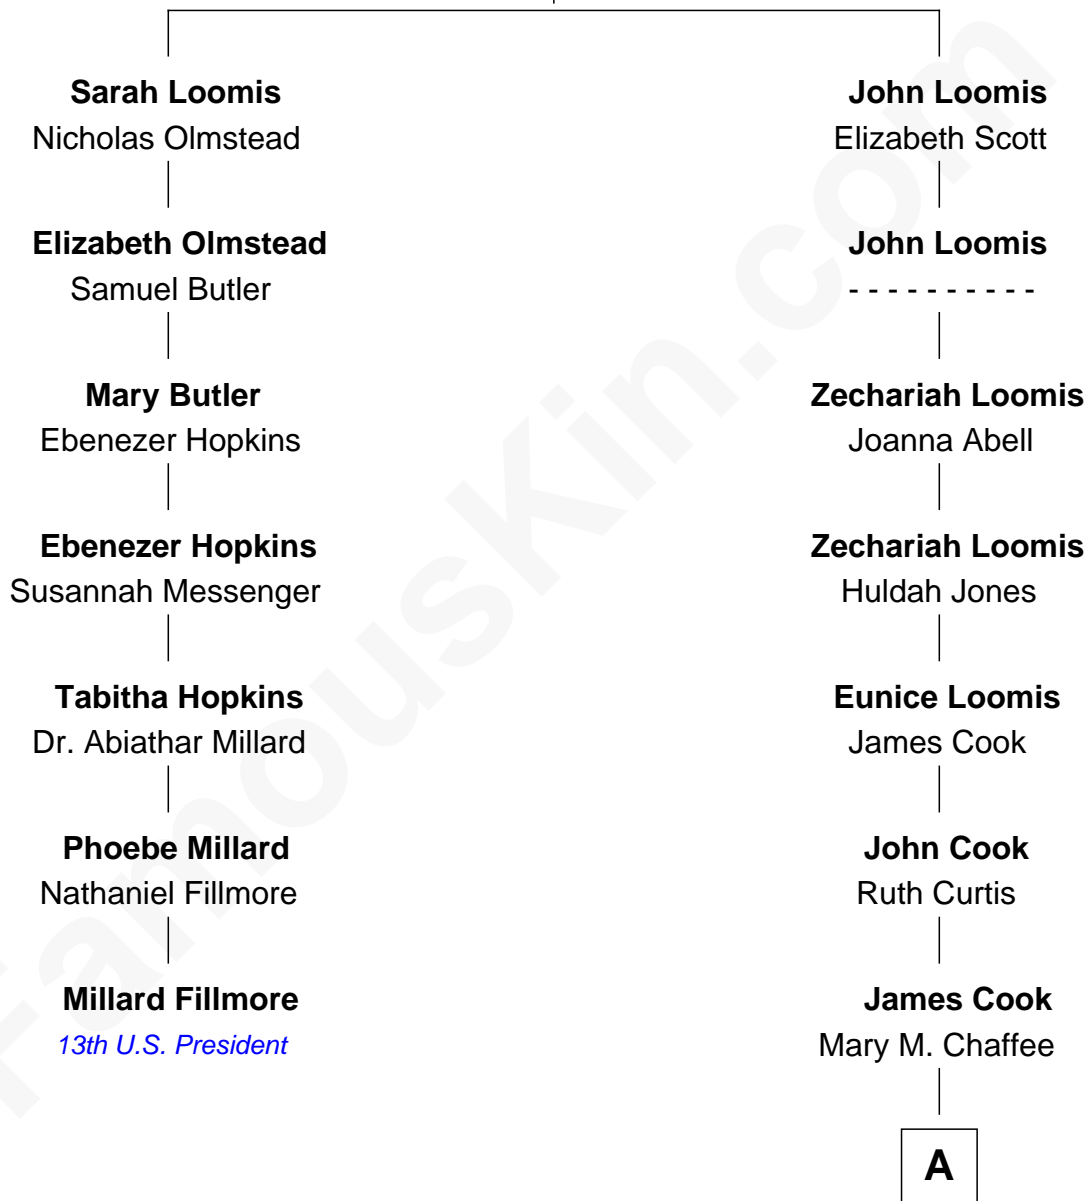 Sarah Loomis
Nicholas Olmstead
Elizabeth Olmstead
Samuel Butler
Mary Butler
Ebenezer Hopkins
Ebenezer Hopkins
Susannah Messenger
Tabitha Hopkins
Dr. Abiathar Millard
Phoebe Millard
Nathaniel Fillmore
Millard Fillmore
13th U.S. President
John Loomis
Elizabeth Scott
John Loomis
- - - - - - - - - -
Zechariah Loomis
Joanna Abell
Zechariah Loomis
Huldah Jones
Eunice Loomis
James Cook
John Cook
Ruth Curtis
James Cook
Mary M. Chaffee
A
FamousKin.com